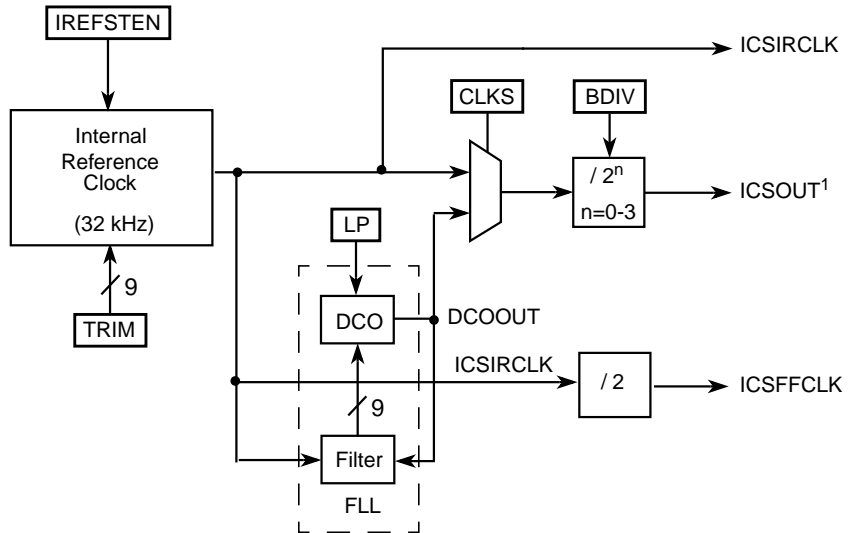 IREFSTEN
ICSIRCLK
CLKS
BDIV
Internal
Reference
Clock
(32 kHz)
/ 2ⁿ
n=0-3
ICSOUT¹
LP
9
TRIM
DCO
DCOOUT
ICSIRCLK
/ 2
ICSFFCLK
9
Filter
FLL